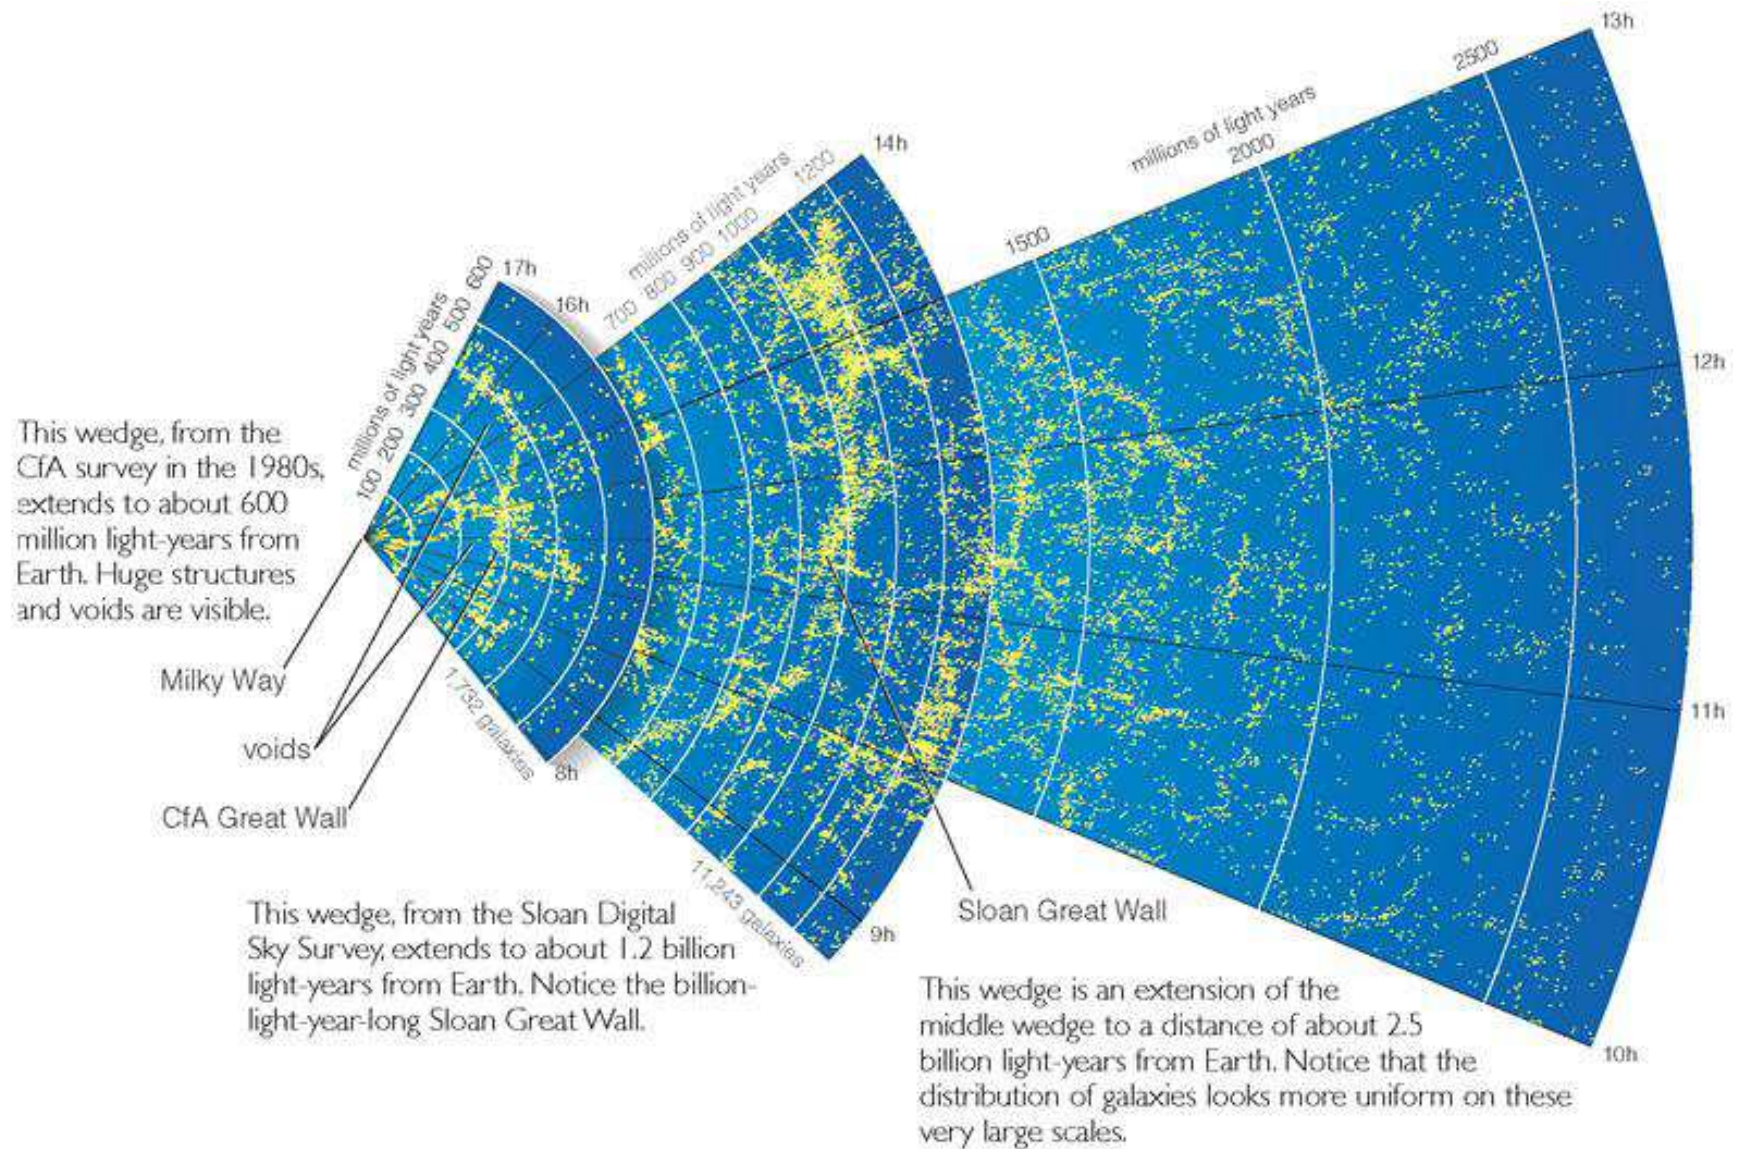 13h
2500
millions of light years
2000
14h
1200
millions of light years
700 800 900 1000
1500
17h
16h
millions of light years
100 200 300 400 500 600
12h
This wedge, from the
CfA survey in the 1980s,
extends to about 600
million light-years from
Earth. Huge structures
and voids are visible.
Milky Way
voids
CfA Great Wall
1,732 galaxies
8h
11h
11,243 galaxies
9h
Sloan Great Wall
10h
This wedge, from the Sloan Digital
Sky Survey, extends to about 1.2 billion
light-years from Earth. Notice the billion-
light-year-long Sloan Great Wall.
This wedge is an extension of the
middle wedge to a distance of about 2.5
billion light-years from Earth. Notice that the
distribution of galaxies looks more uniform on these
very large scales.